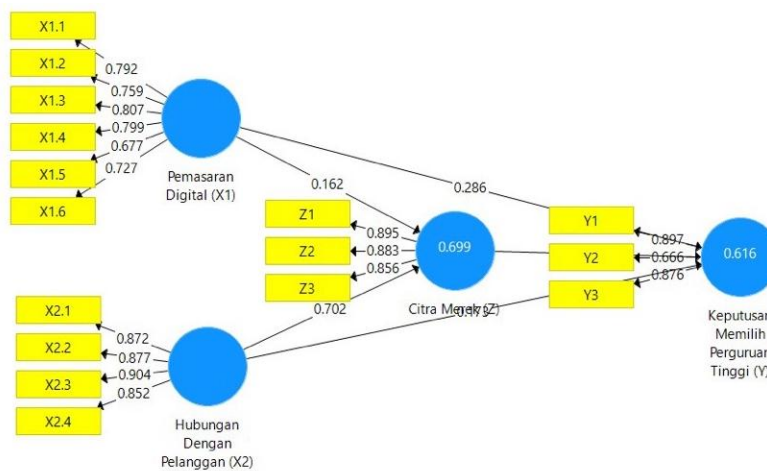 X1.1
X1.2
X1.3
X1.4
X1.5
X1.6
0.792
0.759
0.807
0.799
0.677
0.727
Pemasaran
Digital (X1)
0.162
0.286
Z1
Z2
Z3
0.895
0.883
0.856
0.699
Citra Merek (Z)
Y1
Y2
Y3
0.897
0.666
0.876
0.616
Keputusan
Memilih
Perguruan
Tinggi (Y)
0.702
X2.1
X2.2
X2.3
X2.4
0.872
0.877
0.904
0.852
Hubungan
Dengan
Pelanggan (X2)